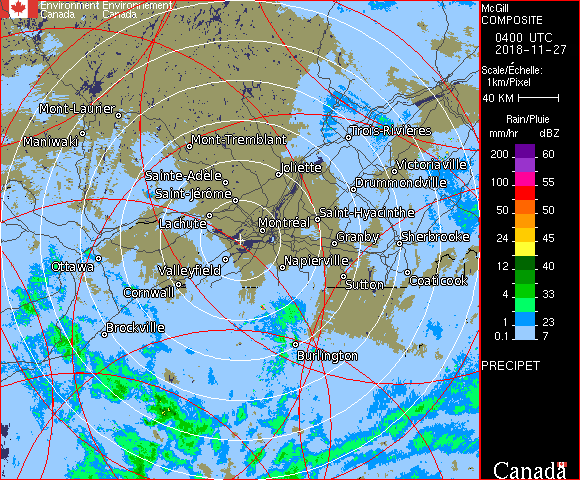 Environment Environnement
Canada Canada
McGill
COMPOSITE
0400 UTC
2018-11-27
Scale/Échelle:
1km/Pixel
40 KM
Rain/Pluie
mm/hr dBZ
200 60
100 55
50 50
24 45
12 40
4 33
1 23
0.1 7
PRECIPET
Canada
Mont-Laurier
Maniwaki
Mont-Tremblant
Trois-Rivières
Joliette
Victoriaville
Sainte-Adèle
Drummondville
Saint-Jérôme
Saint-Hyacinthe
Lachute
Montréal
Granby
Sherbrooke
Ottawa
Valleyfield
Napierville
Sutton
Coaticook
Cornwall
Brockville
Burlington